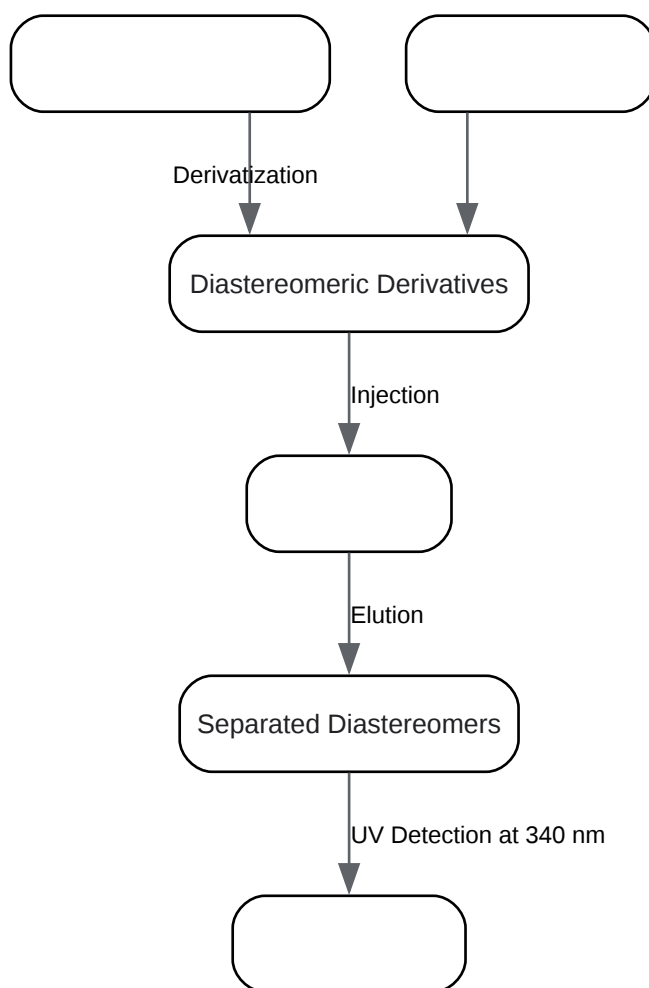 Derivatization
Diastereomeric Derivatives
Injection
Elution
Separated Diastereomers
UV Detection at 340 nm